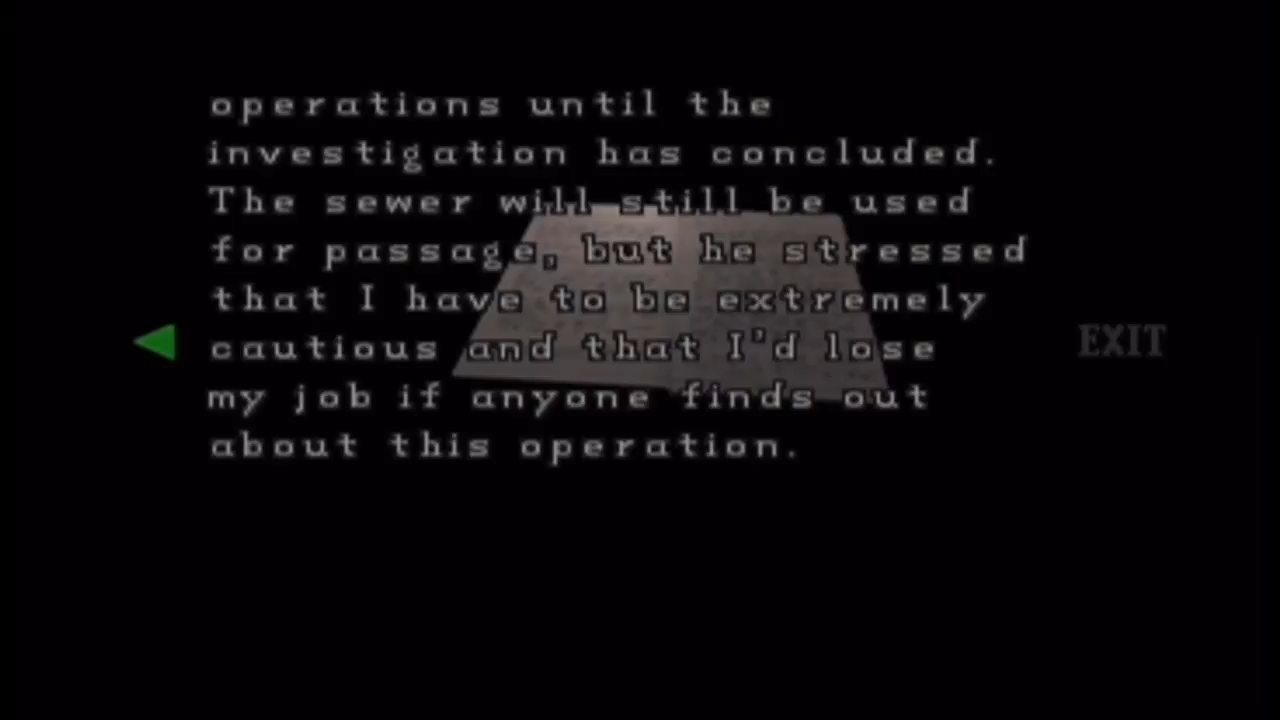 operations until the
investigation has concluded.
The sewer will still be used
for passage, but he stressed
that I have to be extremely
cautious and that I'd lose
my job if anyone finds out
about this operation.
EXIT